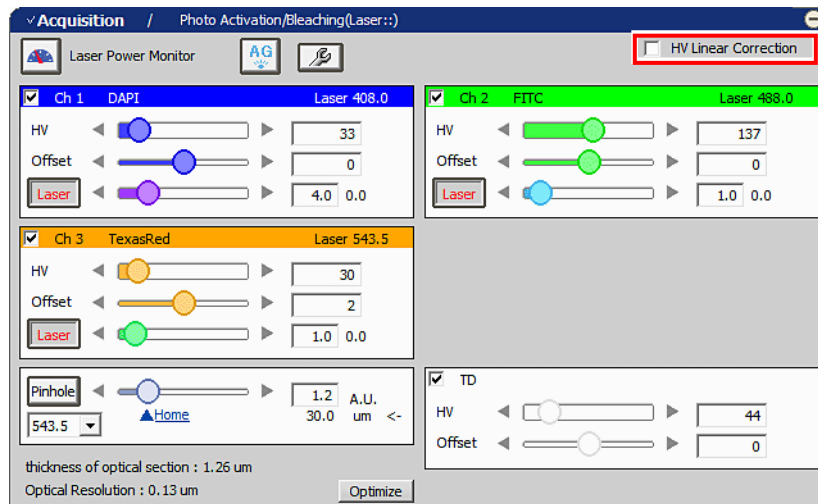 Acquisition / Photo Activation/Bleaching(Laser::)
Laser Power Monitor AG HV Linear Correction
Ch 1 DAPI Laser 408.0
HV 33
Offset 0
Laser 4.0 0.0
Ch 2 FITC Laser 488.0
HV 137
Offset 0
Laser 1.0 0.0
Ch 3 TexasRed Laser 543.5
HV 30
Offset 2
Laser 1.0 0.0
Pinhole 1.2 A.U.
Home 30.0 um <-
543.5
TD
HV 44
Offset 0
thickness of optical section : 1.26 um
Optical Resolution : 0.13 um Optimize